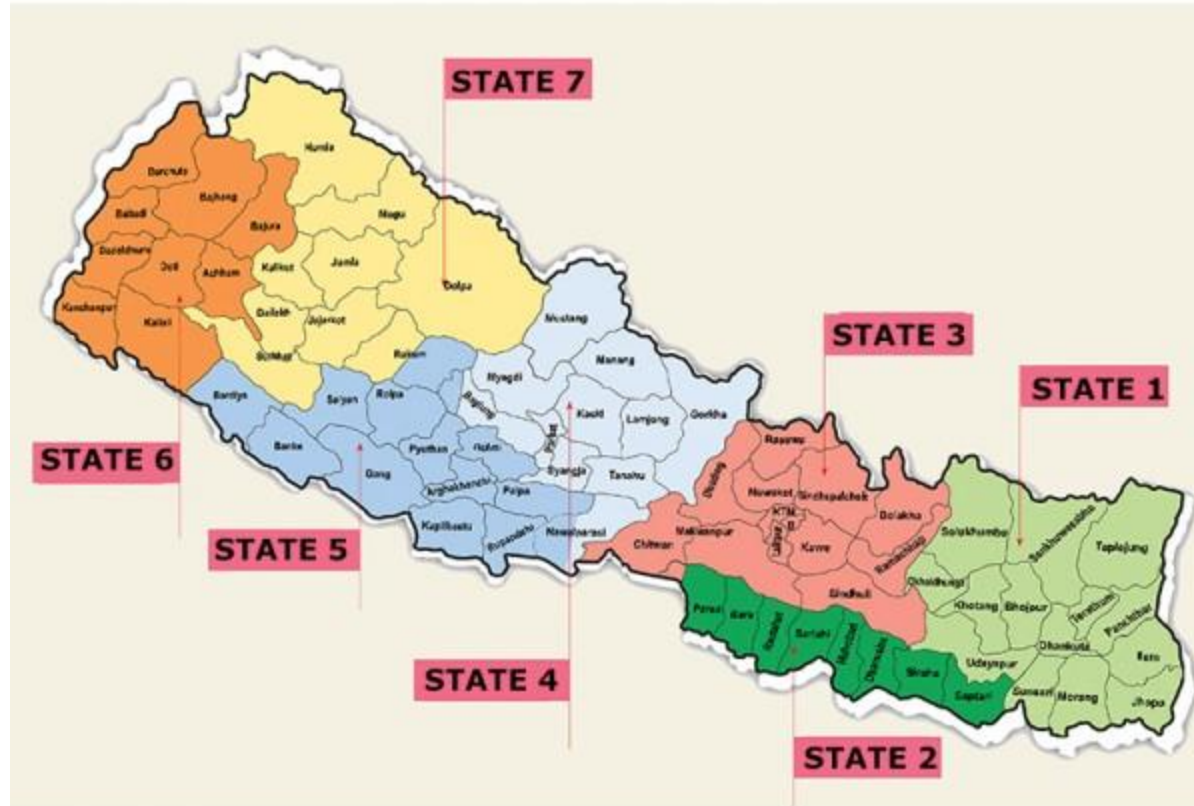 STATE 7
Humla
Darchula
Bajhang
Baitadi
Bajura
Mugu
Dadeldhura
Doti
Achham
Kalikot
Jumla
Dolpa
Kanchanpur
Kailali
Dailekh
Jajarkot
Mustang
STATE 3
Surkhet
Rukum
Manang
Myagdi
STATE 1
Bardiya
Salyan
Rolpa
Baglung
Kaski
Lamjung
Gorkha
Parbat
Rasuwa
STATE 6
Banke
Pyuthan
Gulmi
Dang
Syangja
Tanahu
Dhading
Nuwakot
Sindhupalchok
Arghakhanchi
Palpa
Dolakha
Solukhumbu
Sankhuwasabha
Taplejung
STATE 5
Kapilbastu
Rupandehi
Nawalparasi
Chitwan
Makwanpur
KTM
Kavre
Ramechhap
Okhaldhunga
Sindhuli
Khotang
Bhojpur
Terathum
Panchthar
Parsa
Bara
Rautahat
Sarlahi
Mahottari
Dhanusha
Dhankuta
STATE 4
Siraha
Udayapur
Ilam
Saptari
Sunsari
Morang
Jhapa
STATE 2